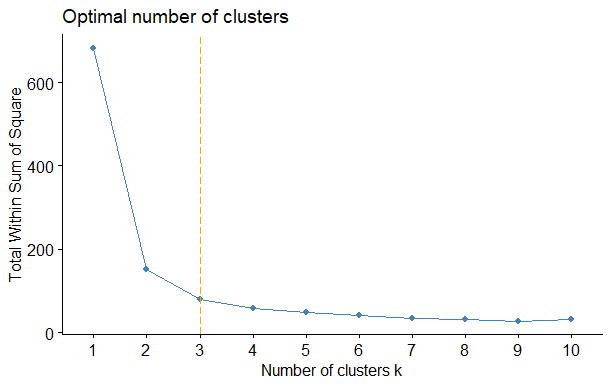 Optimal number of clusters
Total Within Sum of Square
600
400
200
0
1 2 3 4 5 6 7 8 9 10
Number of clusters k